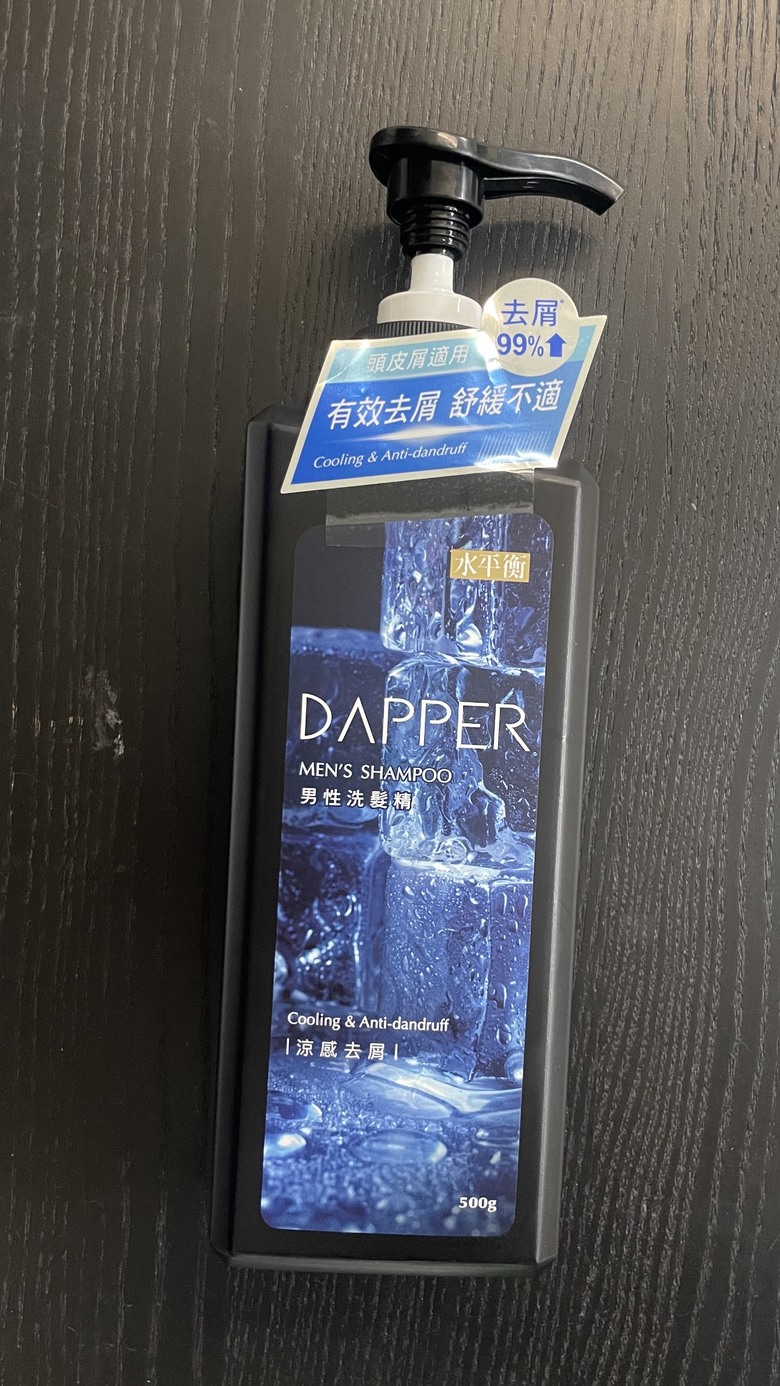 去屑*
99%⬆
頭皮屑適用
有效去屑 舒緩不適
Cooling & Anti-dandruff
水平衡
DAPPER
MEN'S SHAMPOO
男性洗髮精
Cooling & Anti-dandruff
|涼感去屑|
500g